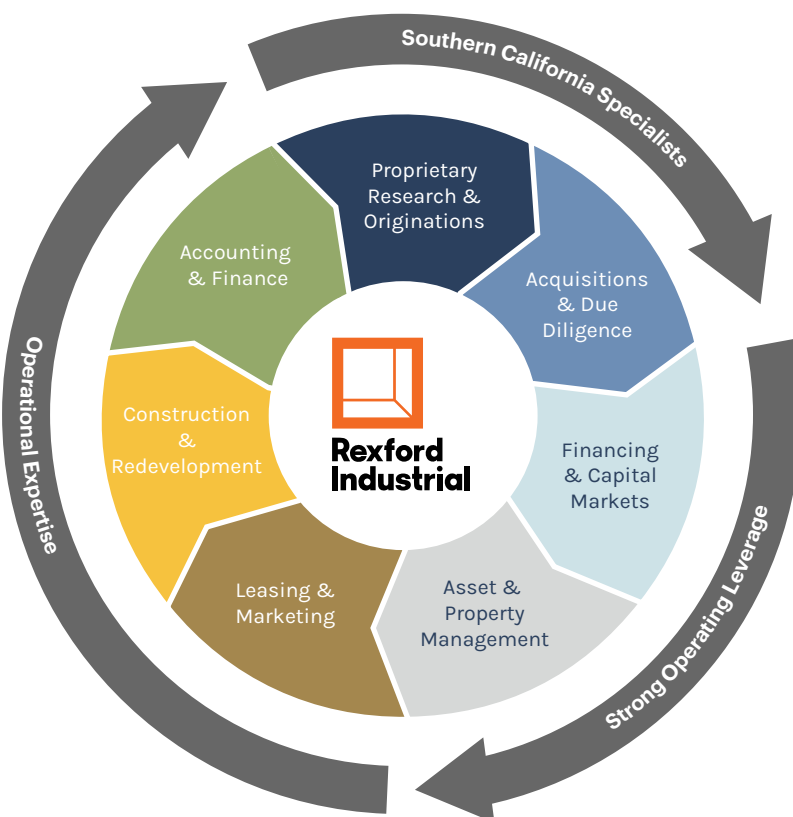 Southern California Specialists
Proprietary
Research &
Originations
Acquisitions
& Due
Diligence
Financing
& Capital
Markets
Strong Operating Leverage
Asset &
Property
Management
Leasing &
Marketing
Construction
&
Redevelopment
Accounting
& Finance
Operational Expertise
Rexford
Industrial